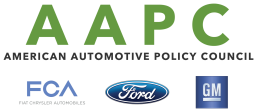 AAPC
AMERICAN AUTOMOTIVE POLICY COUNCIL
FCA
FIAT CHRYSLER AUTOMOBILES
Ford
GM